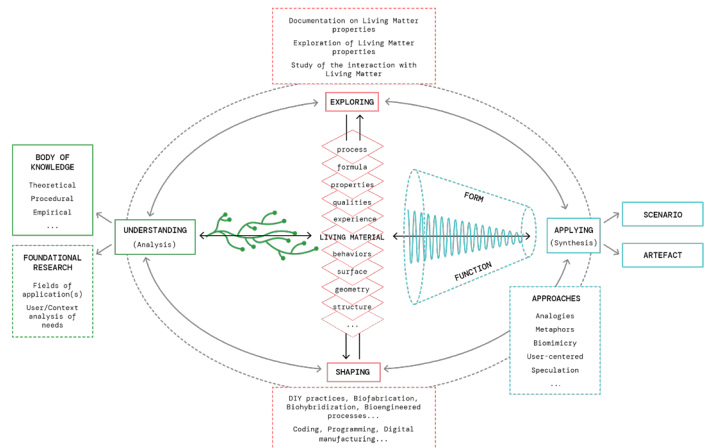 Documentation on Living Matter
properties
Exploration of Living Matter
properties
Study of the interaction with
Living Matter
EXPLORING
BODY OF
KNOWLEDGE
Theoretical
Procedural
Empirical
...
UNDERSTANDING
(Analysis)
FOUNDATIONAL
RESEARCH
Fields of
application(s)
User/Context
analysis of
needs
process
formula
properties
qualities
experience
LIVING MATERIAL
behaviors
surface
geometry
structure
...
FORM
FUNCTION
APPLYING
(Synthesis)
SCENARIO
ARTEFACT
APPROACHES
Analogies
Metaphors
Biomimicry
User-centered
Speculation
...
SHAPING
DIY practices, Biofabrication,
Biohybridization, Bioengineered
processes...
Coding, Programming, Digital
manufacturing...